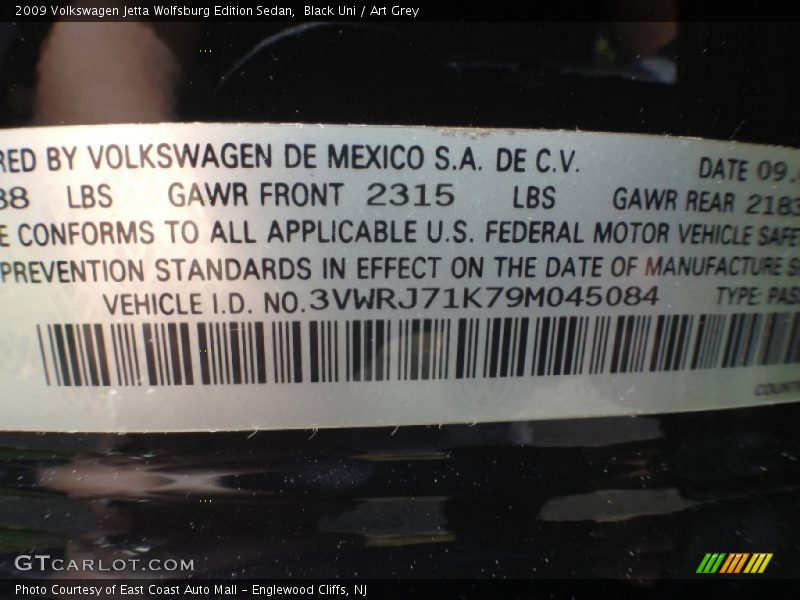 2009 Volkswagen Jetta Wolfsburg Edition Sedan,  Black Uni / Art Grey
RED BY VOLKSWAGEN DE MEXICO S.A. DE C.V. DATE 09.
88 LBS GAWR FRONT 2315 LBS GAWR REAR 2183
E CONFORMS TO ALL APPLICABLE U.S. FEDERAL MOTOR VEHICLE SAFE
PREVENTION STANDARDS IN EFFECT ON THE DATE OF MANUFACTURE S
VEHICLE I.D. NO.3VWRJ71K79M045084 TYPE: PAS
COUNTR
GTCARLOT.COM
Photo Courtesy of East Coast Auto Mall - Englewood Cliffs, NJ